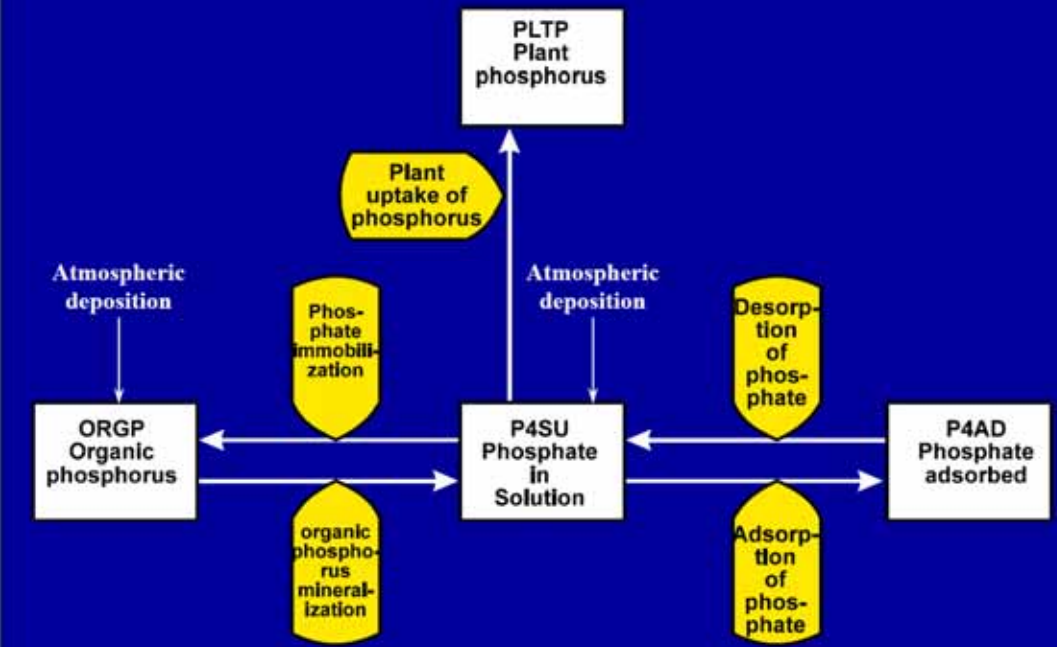 PLTP
Plant
phosphorus
Plant
uptake of
phosphorus
Atmospheric
deposition
Atmospheric
deposition
Phos-
phate
immobili-
zation
Desorp-
tion
of
phos-
phate
ORGP
Organic
phosphorus
P4SU
Phosphate
in
Solution
P4AD
Phosphate
adsorbed
organic
phospho-
rus
mineral-
ization
Adsorp-
tion
of
phos-
phate